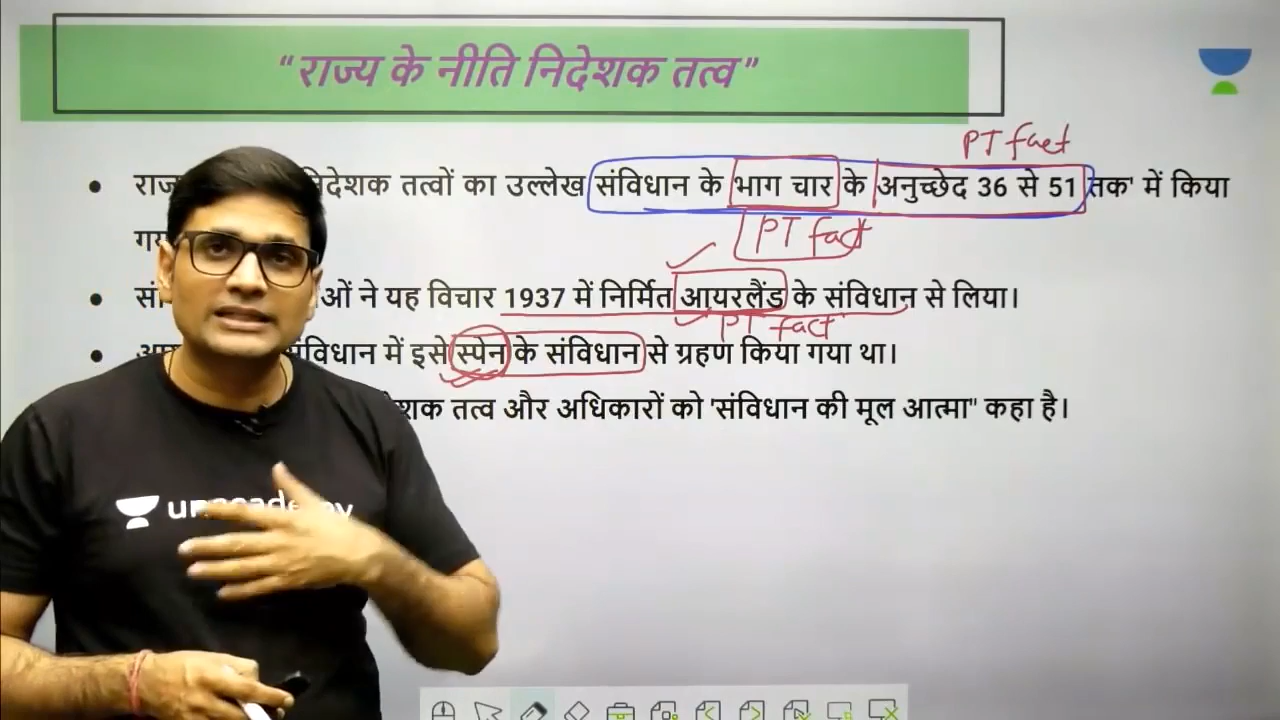 “राज्य के नीति निदेशक तत्व”
PT fact
निदेशक तत्वों का उल्लेख संविधान के भाग चार के अनुच्छेद 36 से 51 तक' में किया
PT fact
ओं ने यह विचार 1937 में निर्मित आयरलैंड के संविधान से लिया।
PT fact
संविधान में इसे स्पेन के संविधान से ग्रहण किया गया था।
तत्व और अधिकारों को 'संविधान की मूल आत्मा" कहा है।
unacademy